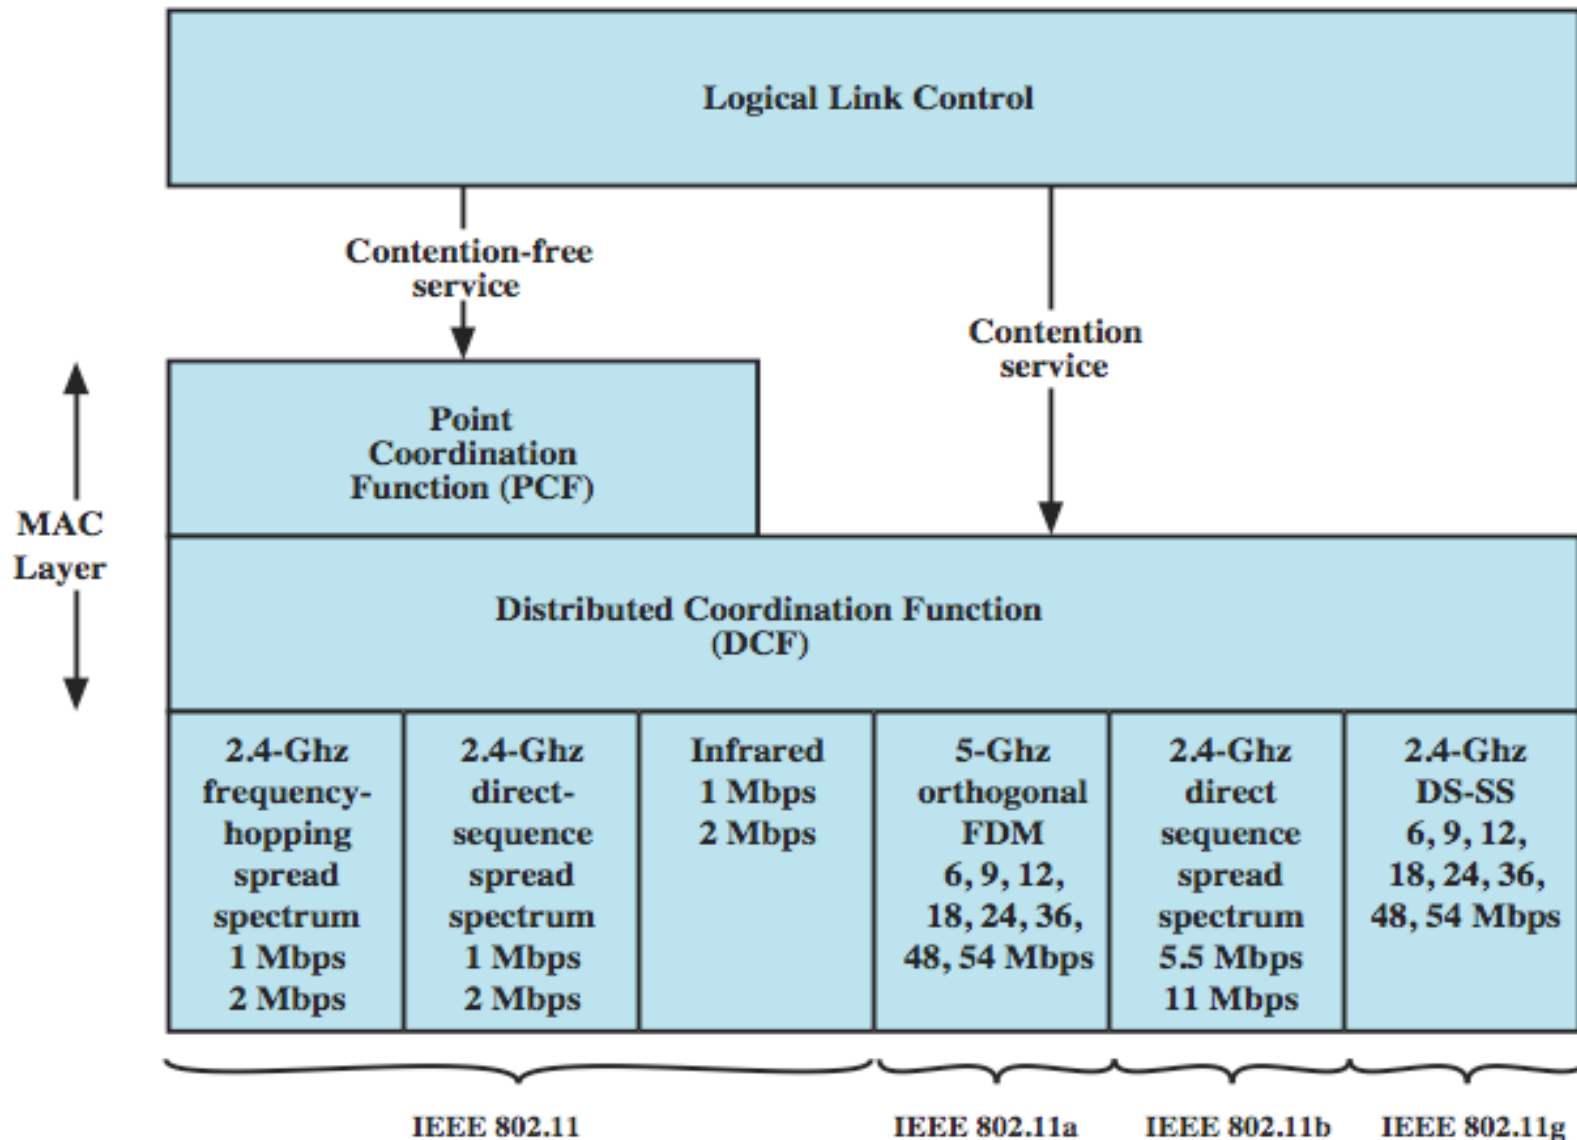 Logical Link Control
Contention-free
service
Contention
service
Point
Coordination
Function (PCF)
MAC
Layer
Distributed Coordination Function
(DCF)
2.4-Ghz
frequency-
hopping
spread
spectrum
1 Mbps
2 Mbps
2.4-Ghz
direct-
sequence
spread
spectrum
1 Mbps
2 Mbps
Infrared
1 Mbps
2 Mbps
5-Ghz
orthogonal
FDM
6, 9, 12,
18, 24, 36,
48, 54 Mbps
2.4-Ghz
direct
sequence
spread
spectrum
5.5 Mbps
11 Mbps
2.4-Ghz
DS-SS
6, 9, 12,
18, 24, 36,
48, 54 Mbps
IEEE 802.11
IEEE 802.11a
IEEE 802.11b
IEEE 802.11g